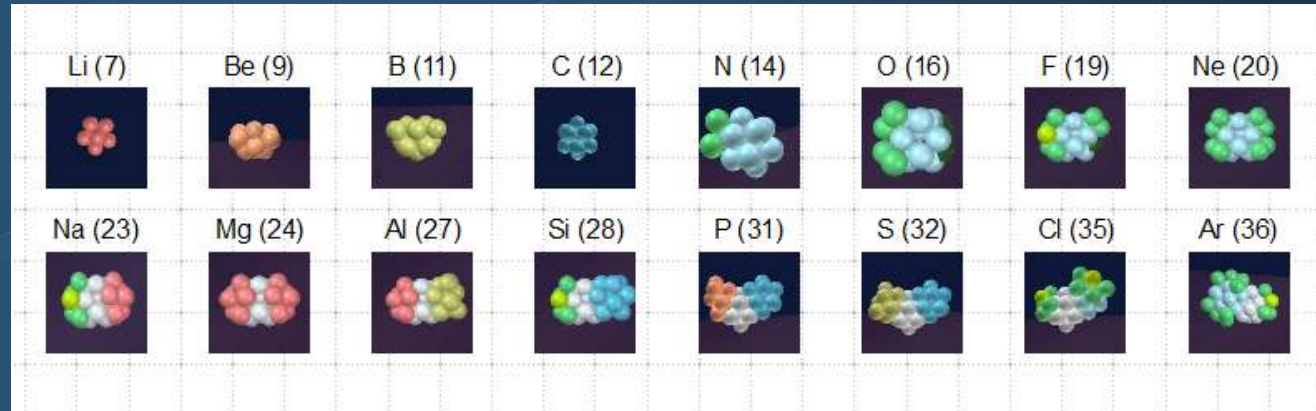 Li (7) Be (9) B (11) C (12) N (14) O (16) F (19) Ne (20)
Na (23) Mg (24) Al (27) Si (28) P (31) S (32) Cl (35) Ar (36)